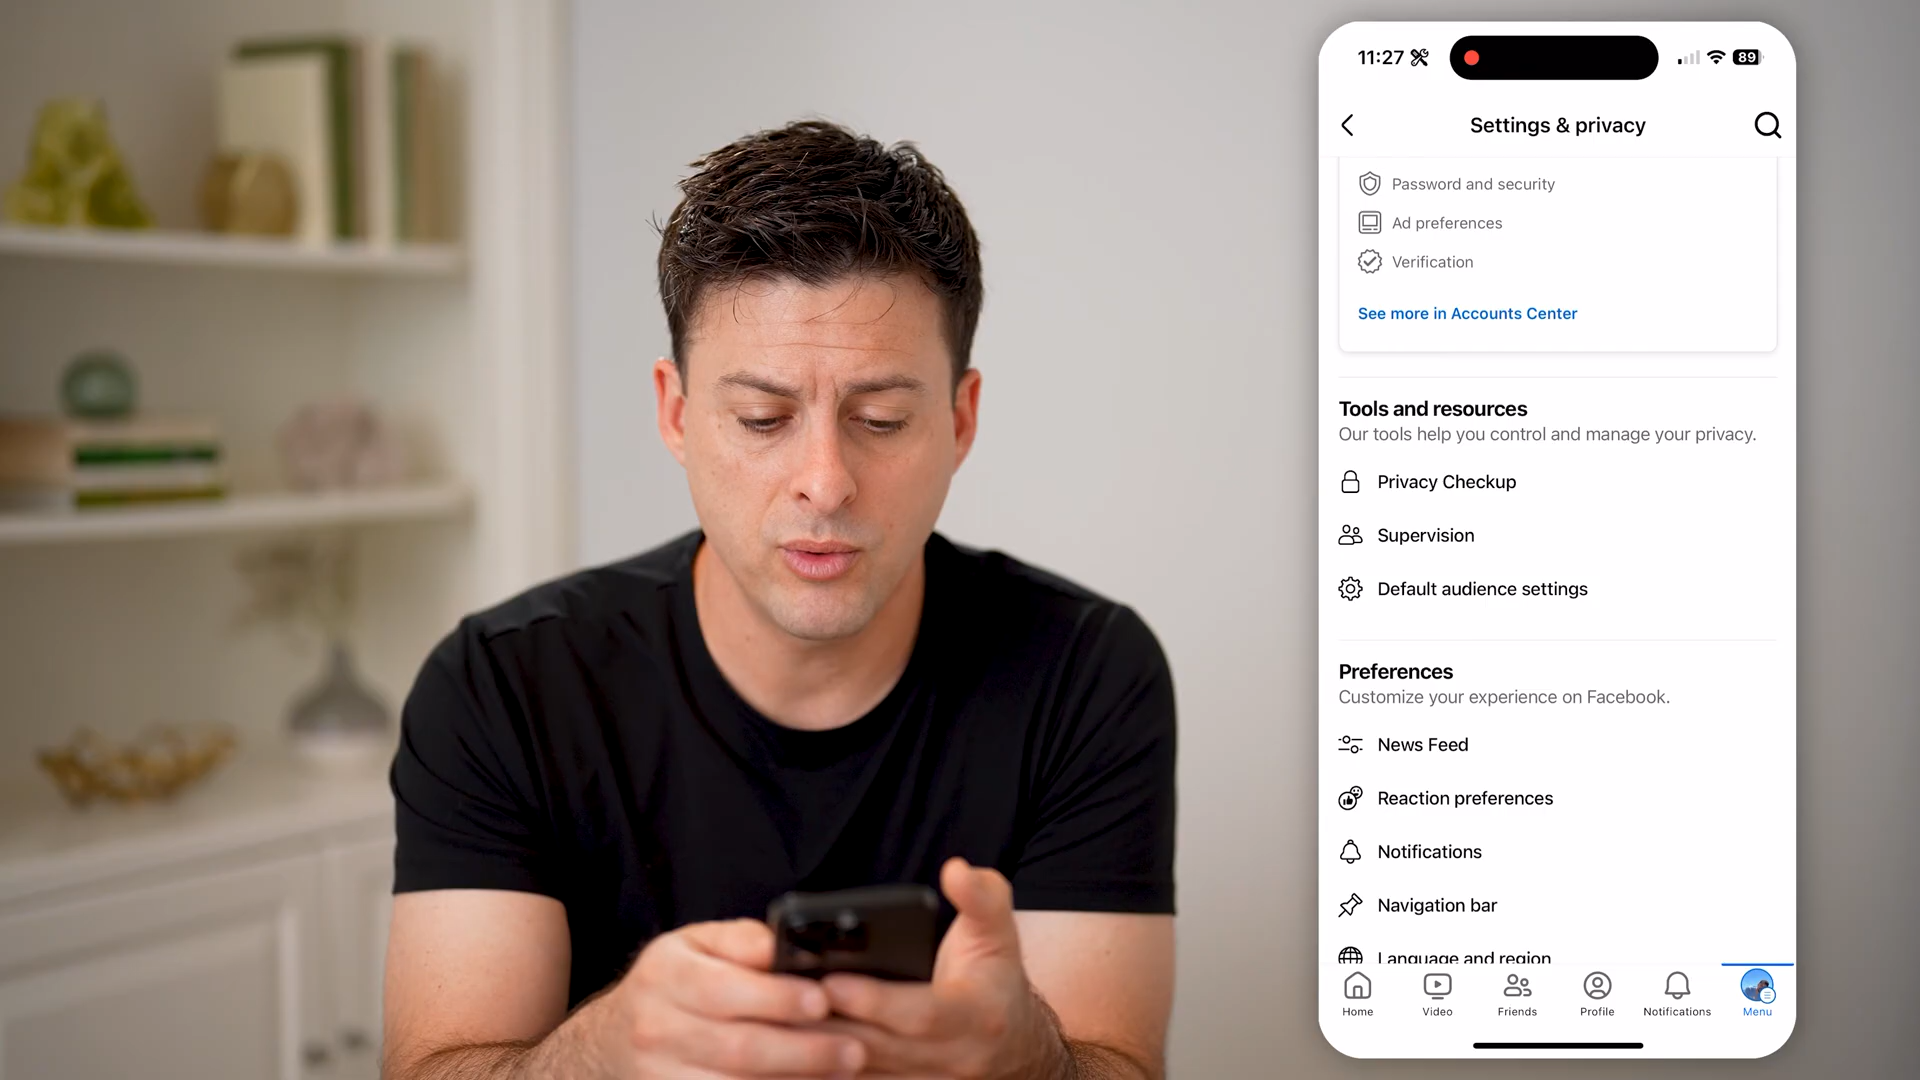 11:27
89
Settings & privacy
Password and security
Ad preferences
Verification
See more in Accounts Center
Tools and resources
Our tools help you control and manage your privacy.
Privacy Checkup
Supervision
Default audience settings
Preferences
Customize your experience on Facebook.
News Feed
Reaction preferences
Notifications
Navigation bar
Language and region
Home
Video
Friends
Profile
Notifications
Menu